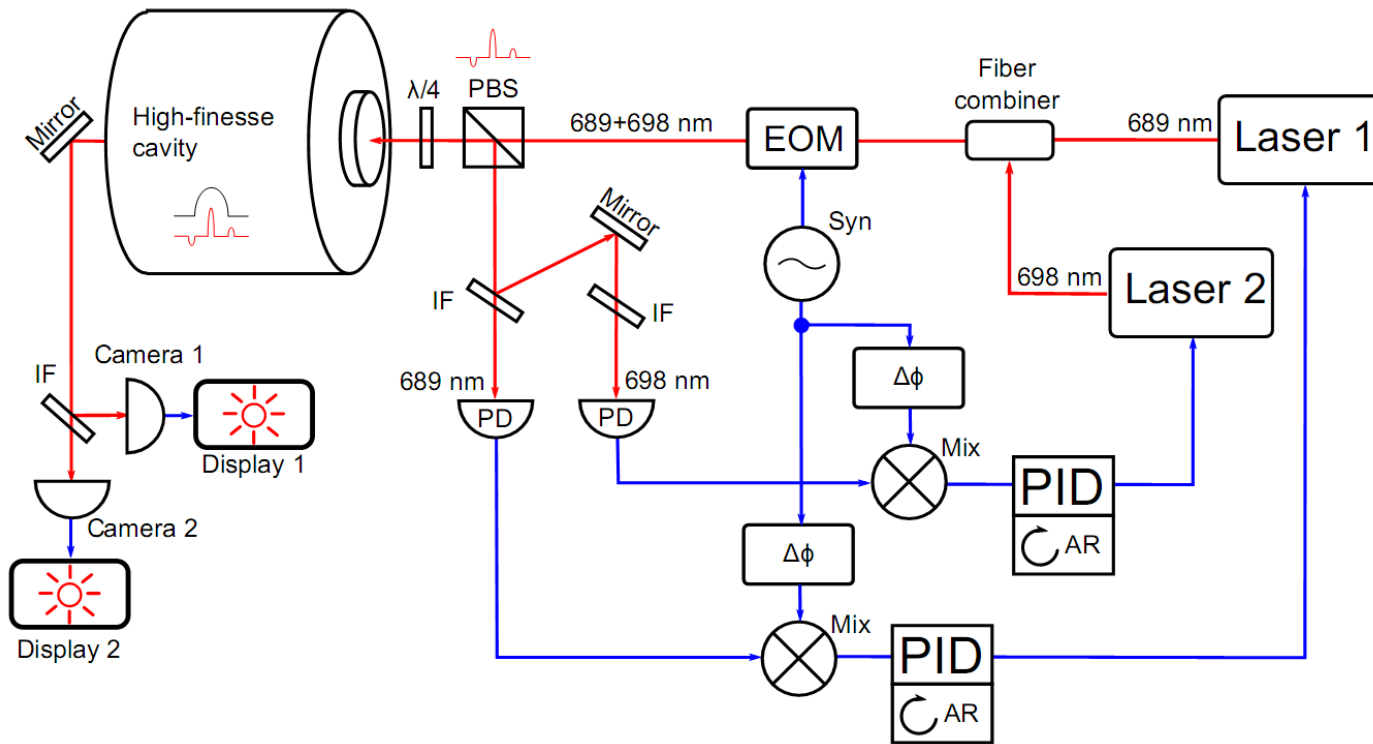 Mirror
High-finesse
cavity
λ/4
PBS
689+698 nm
EOM
Fiber
combiner
689 nm
Laser 1
Mirror
Syn
698 nm
Laser 2
IF
IF
Camera 1
IF
689 nm
698 nm
Δϕ
PD
PD
Display 1
Mix
Camera 2
PID
AR
Δϕ
Display 2
Mix
PID
AR